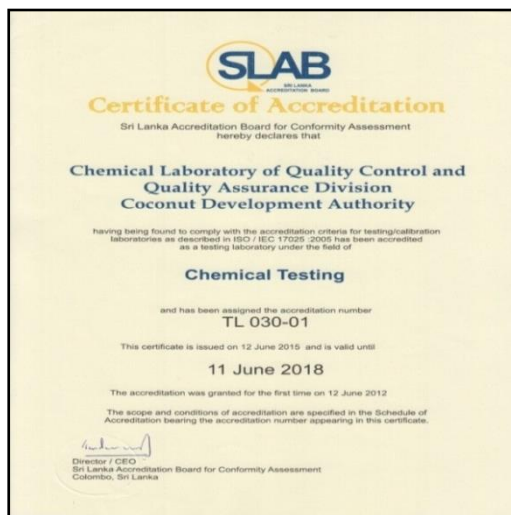 SLAB
SRI LANKA
ACCREDITATION BOARD
Certificate of Accreditation
Sri Lanka Accreditation Board for Conformity Assessment
hereby declares that
Chemical Laboratory of Quality Control and
Quality Assurance Division
Coconut Development Authority
having being found to comply with the accreditation criteria for testing/calibration
laboratories as described in ISO / IEC 17025 :2005 has been accredited
as a testing laboratory under the field of
Chemical Testing
and has been assigned the accreditation number
TL 030-01
This certificate is issued on 12 June 2015 and is valid until
11 June 2018
The accreditation was granted for the first time on 12 June 2012
The scope and conditions of accreditation are specified in the Schedule of
Accreditation bearing the accreditation number appearing in this certificate.
Director / CEO
Sri Lanka Accreditation Board for Conformity Assessment
Colombo, Sri Lanka